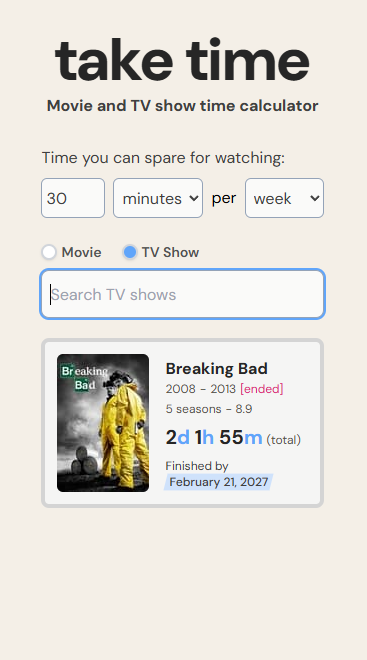 take time
Movie and TV show time calculator
Time you can spare for watching:
30 minutes per week
Movie TV Show
Search TV shows
Breaking Bad
Breaking
Bad
2008 - 2013 [ended]
5 seasons - 8.9
2d 1h 55m (total)
Finished by
February 21, 2027